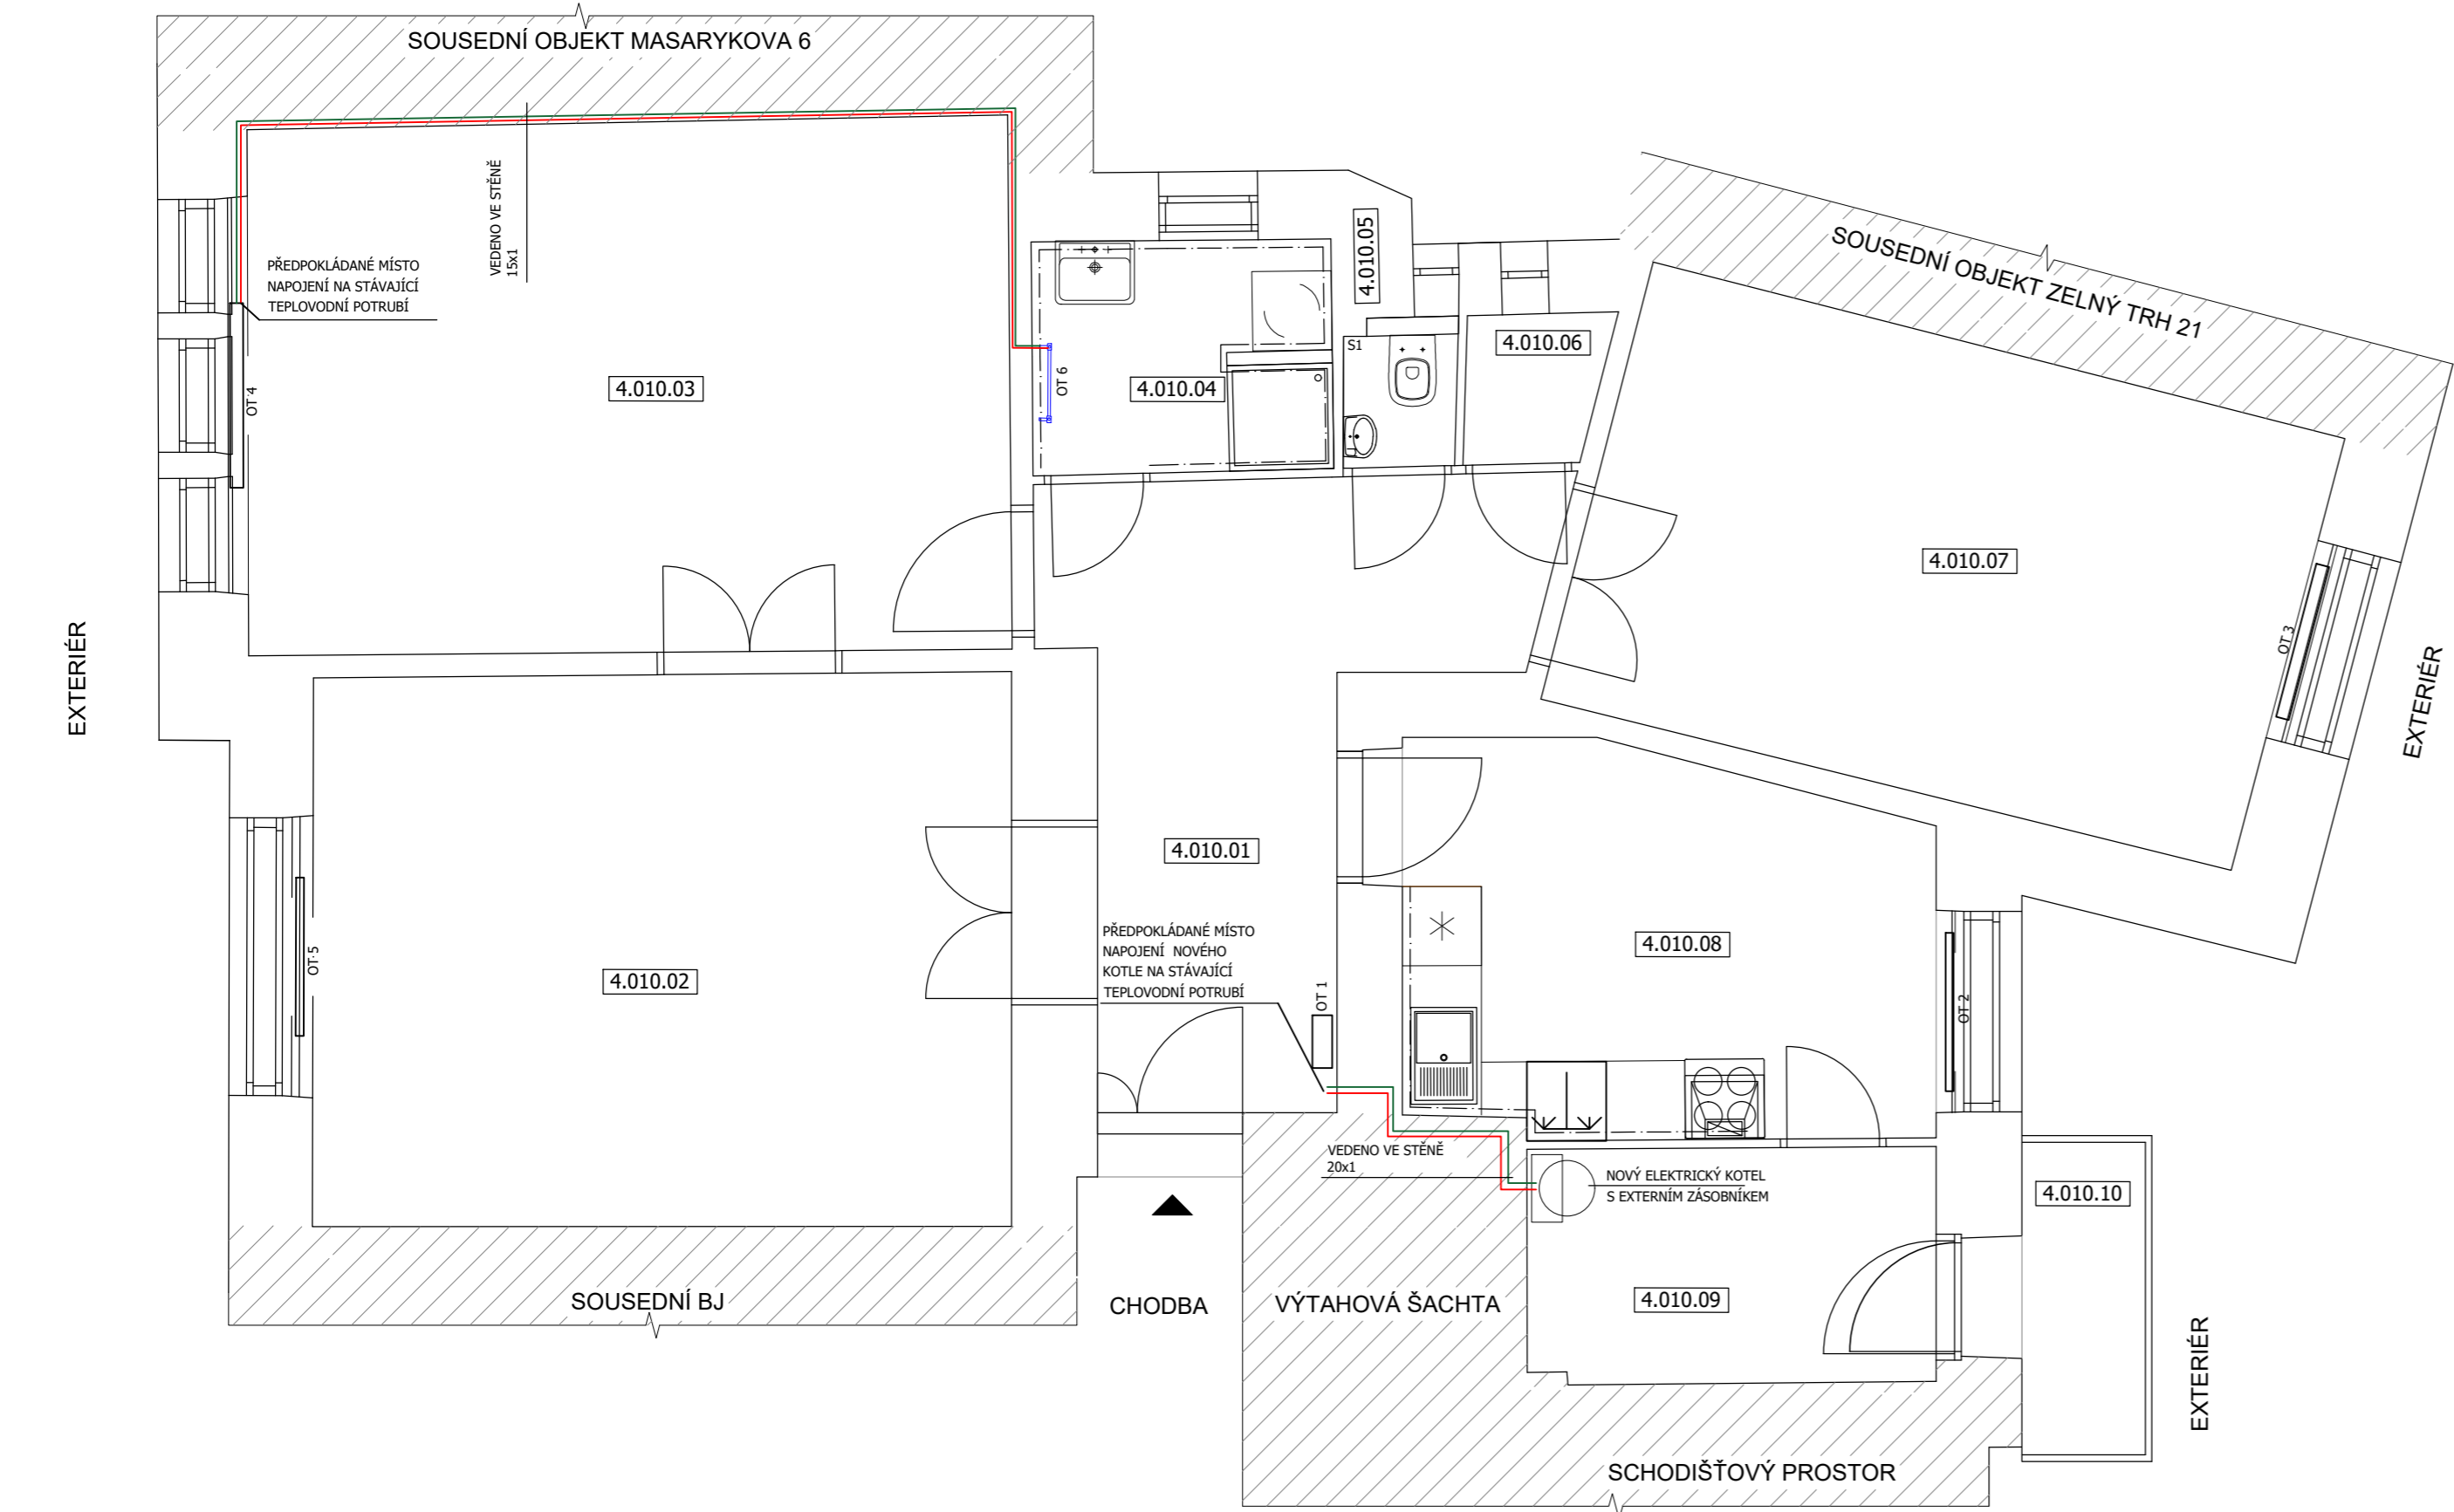 SOUSEDNÍ OBJEKT MASARYKOVA 6
VEDENO VE STĚNĚ
15x1
PŘEDPOKLÁDANÉ MÍSTO
NAPOJENÍ NA STÁVAJÍCÍ
TEPLOVODNÍ POTRUBÍ
4.010.05
SOUSEDNÍ OBJEKT ZELNÝ TRH 21
S1
4.010.06
OT 4
4.010.03
OT 6
4.010.04
4.010.07
EXTERIÉR
OT 3
EXTERIÉR
4.010.01
PŘEDPOKLÁDANÉ MÍSTO
NAPOJENÍ NOVÉHO
KOTLE NA STÁVAJÍCÍ
TEPLOVODNÍ POTRUBÍ
4.010.08
OT 5
4.010.02
OT 1
OT 2
VEDENO VE STĚNĚ
20x1
NOVÝ ELEKTRICKÝ KOTEL
S EXTERNÍM ZÁSOBNÍKEM
4.010.10
SOUSEDNÍ BJ
CHODBA
VÝTAHOVÁ ŠACHTA
4.010.09
EXTERIÉR
SCHODIŠŤOVÝ PROSTOR